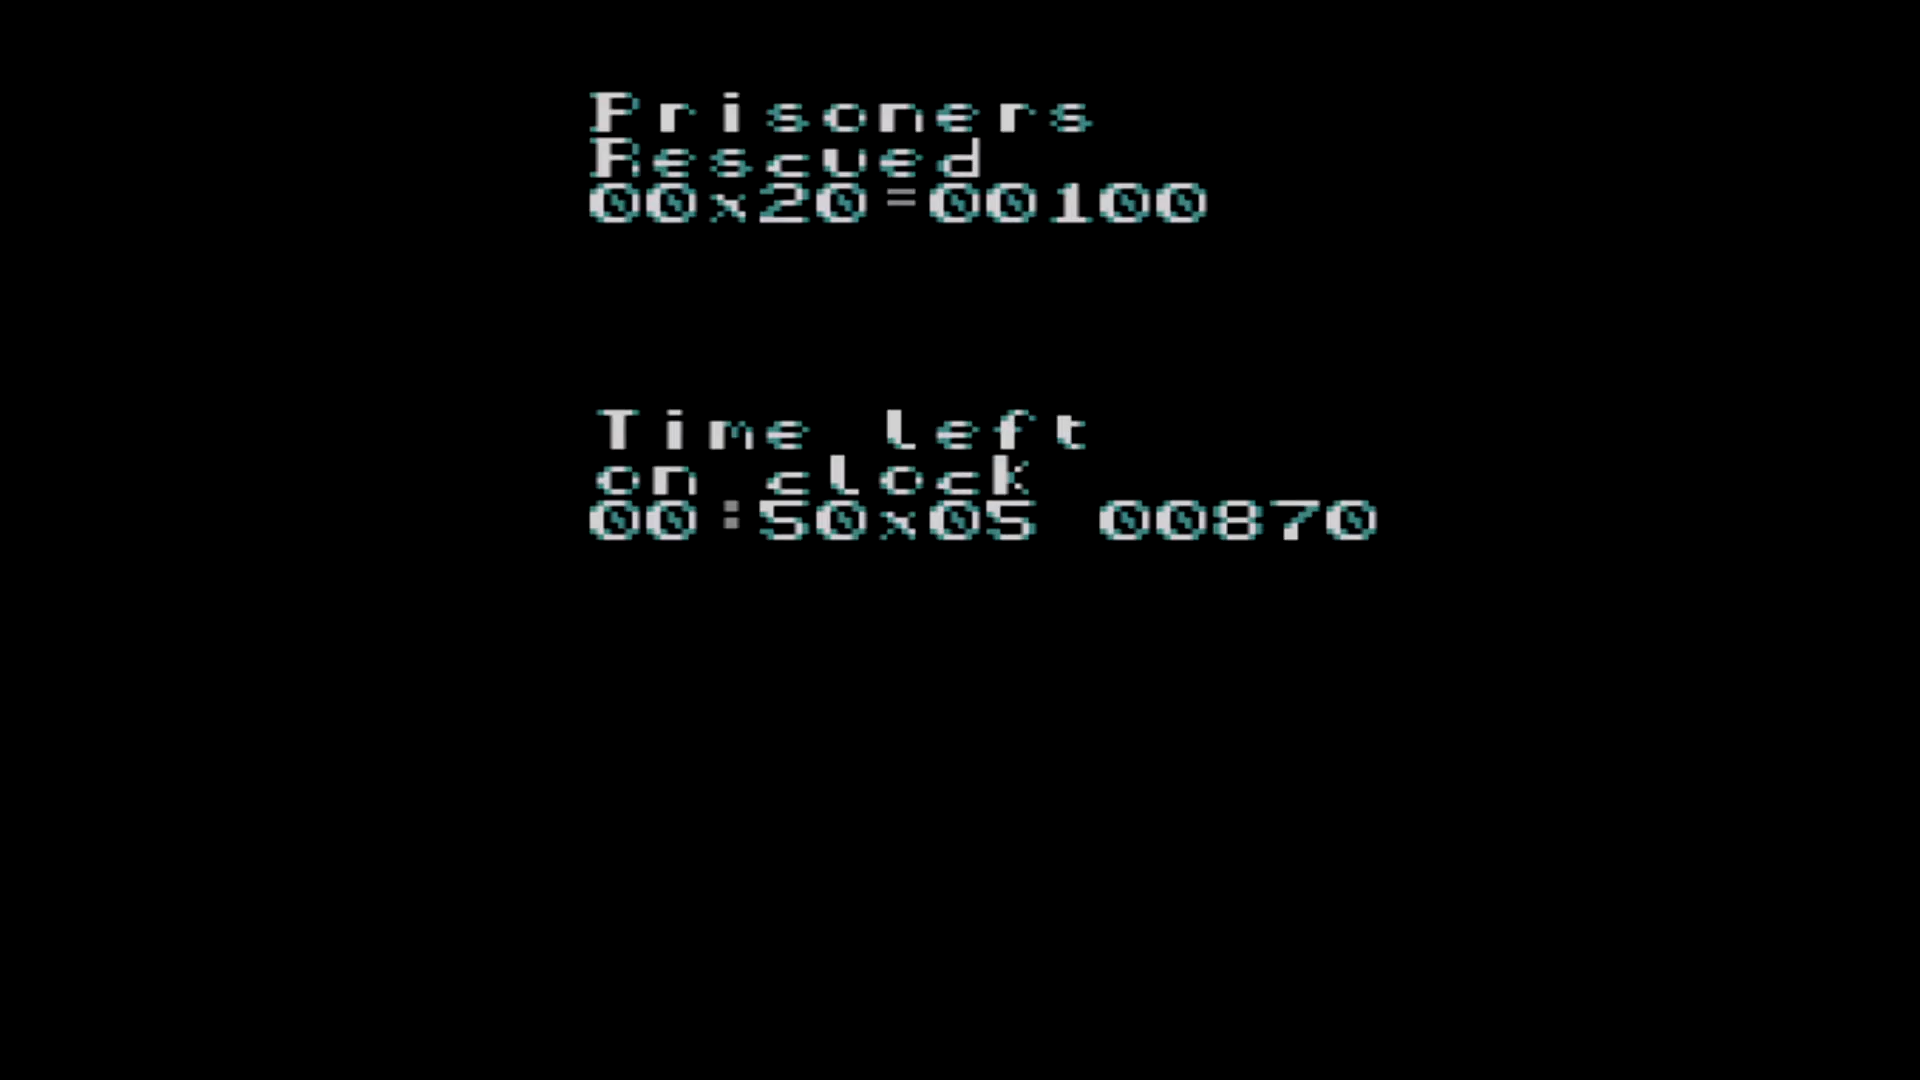 Prisoners
Rescued
00x20=00100
Time left
on clock
00:50x05 00870